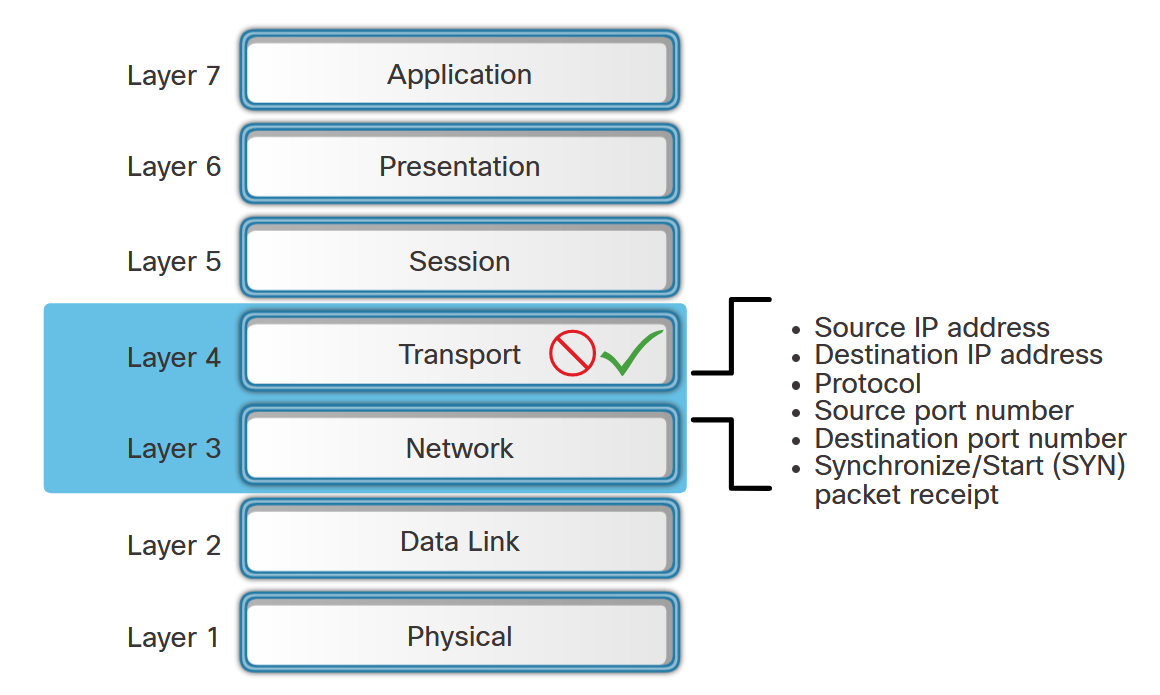 Layer 7 Application
Layer 6 Presentation
Layer 5 Session
Layer 4 Transport
Layer 3 Network
Layer 2 Data Link
Layer 1 Physical
• Source IP address
• Destination IP address
• Protocol
• Source port number
• Destination port number
• Synchronize/Start (SYN)
packet receipt